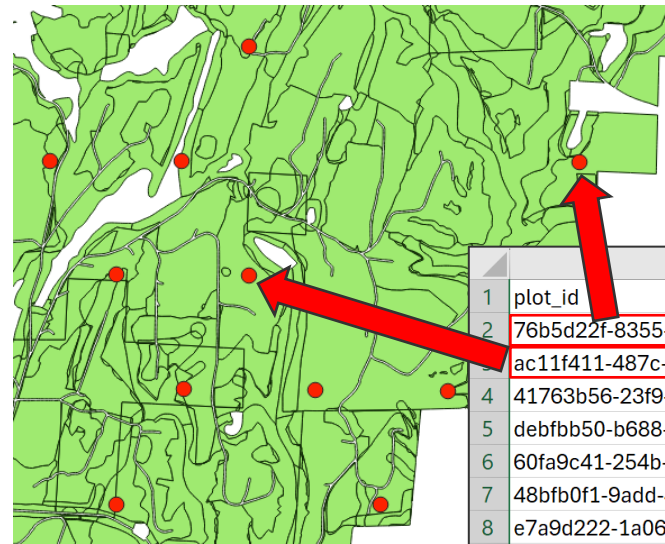 1 plot_id
2 76b5d22f-8355-
3 ac11f411-487c-
4 41763b56-23f9-
5 debfbb50-b688-
6 60fa9c41-254b-
7 48bfb0f1-9add-
8 e7a9d222-1a06